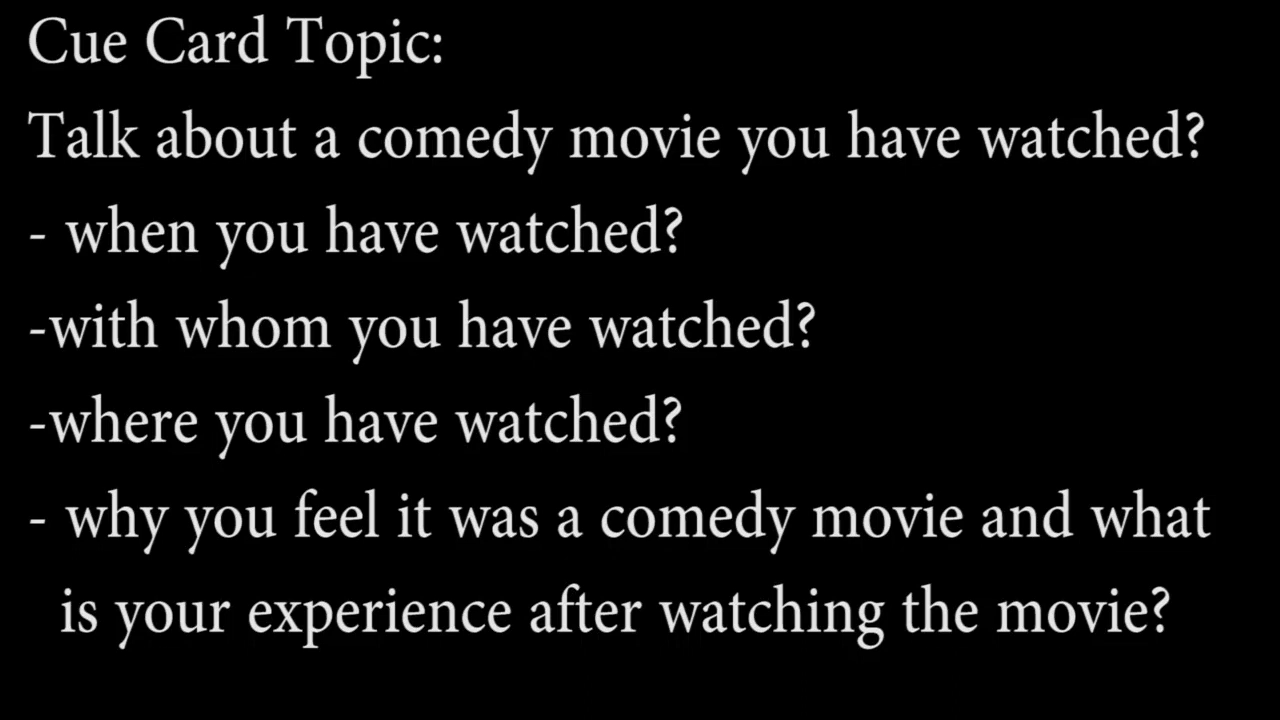 Cue Card Topic:
Talk about a comedy movie you have watched?
- when you have watched?
-with whom you have watched?
-where you have watched?
- why you feel it was a comedy movie and what
is your experience after watching the movie?